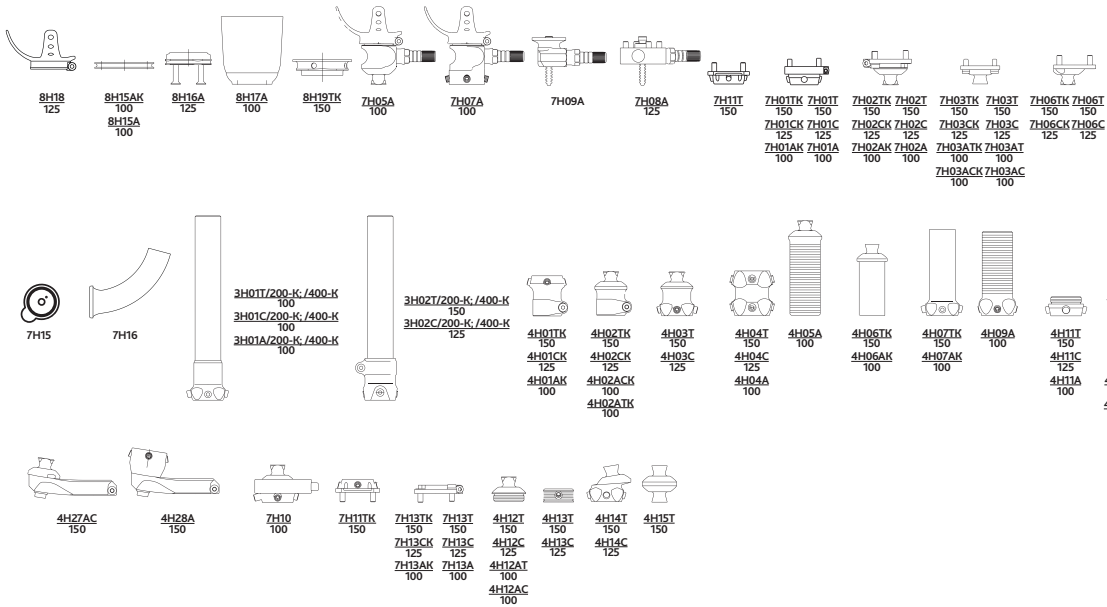 8H18
125
8H15AK
100
8H15A
100
8H16A
125
8H17A
100
8H19TK
150
7H05A
100
7H07A
100
7H09A
7H08A
125
7H11T
150
7H01TK 7H01T
150 150
7H01CK 7H01C
125 125
7H01AK 7H01A
100 100
7H02TK 7H02T
150 150
7H02CK 7H02C
125 125
7H02AK 7H02A
100 100
7H03TK 7H03T
150 150
7H03CK 7H03C
125 125
7H03ATK 7H03AT
100 100
7H03ACK 7H03AC
100 100
7H06TK 7H06T
150 150
7H06CK 7H06C
125 125
7H15
7H16
3H01T/200-K; /400-K
100
3H01C/200-K; /400-K
100
3H01A/200-K; /400-K
100
3H02T/200-K; /400-K
150
3H02C/200-K; /400-K
125
4H01TK
150
4H01CK
125
4H01AK
100
4H02TK
150
4H02CK
125
4H02ACK
100
4H02ATK
100
4H03T
150
4H03C
125
4H04T
150
4H04C
125
4H04A
100
4H05A
100
4H06TK
150
4H06AK
100
4H07TK
150
4H07AK
100
4H09A
100
4H11T
150
4H11C
125
4H11A
100
4H27AC
150
4H28A
150
7H10
100
7H11TK
150
7H13TK 7H13T
150 150
7H13CK 7H13C
125 125
7H13AK 7H13A
100 100
4H12T
150
4H12C
125
4H12AT
100
4H12AC
100
4H13T
150
4H13C
125
4H14T
150
4H14C
125
4H15T
150